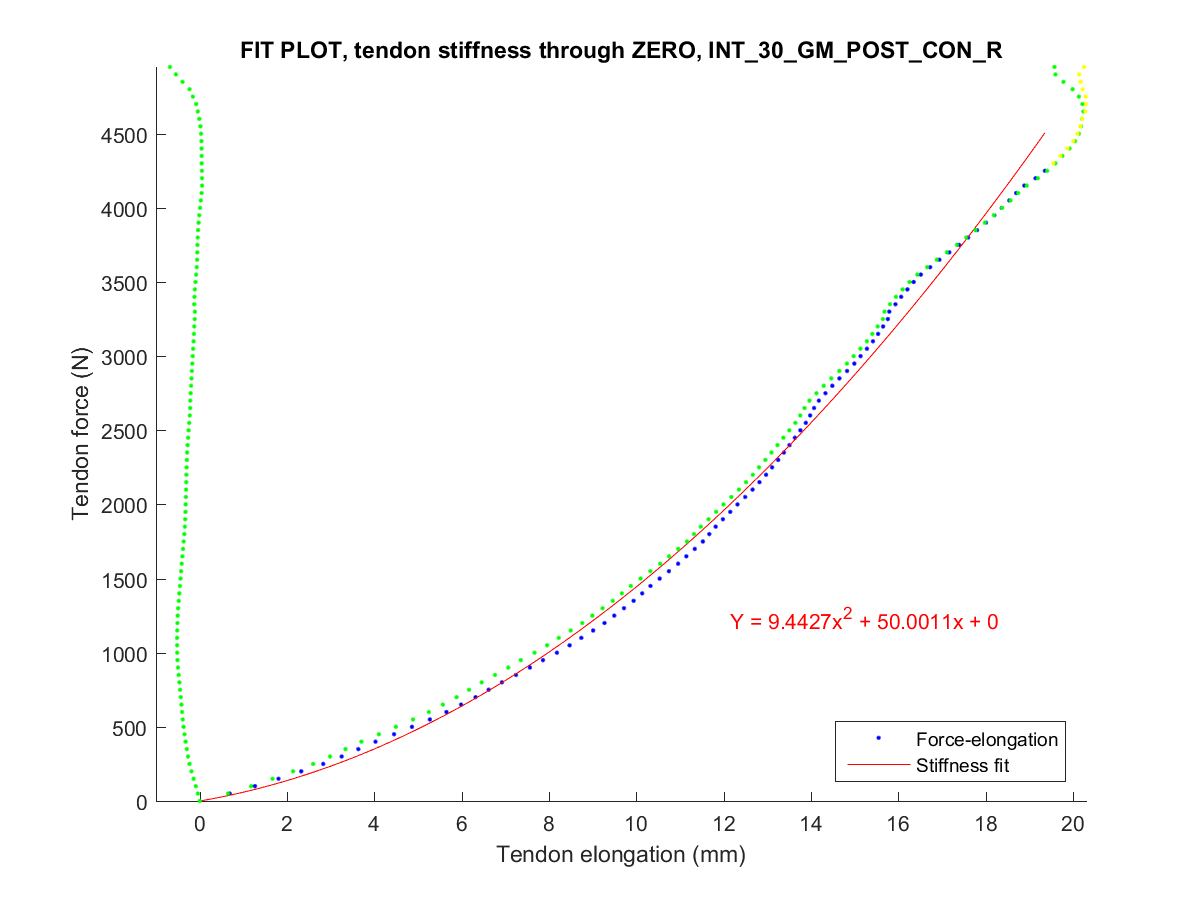 FIT PLOT, tendon stiffness through ZERO, INT_30_GM_POST_CON_R
Tendon force (N)
4500
4000
3500
3000
2500
2000
1500
1000
500
0
Y = 9.4427x² + 50.0011x + 0
Force-elongation
Stiffness fit
0 2 4 6 8 10 12 14 16 18 20
Tendon elongation (mm)